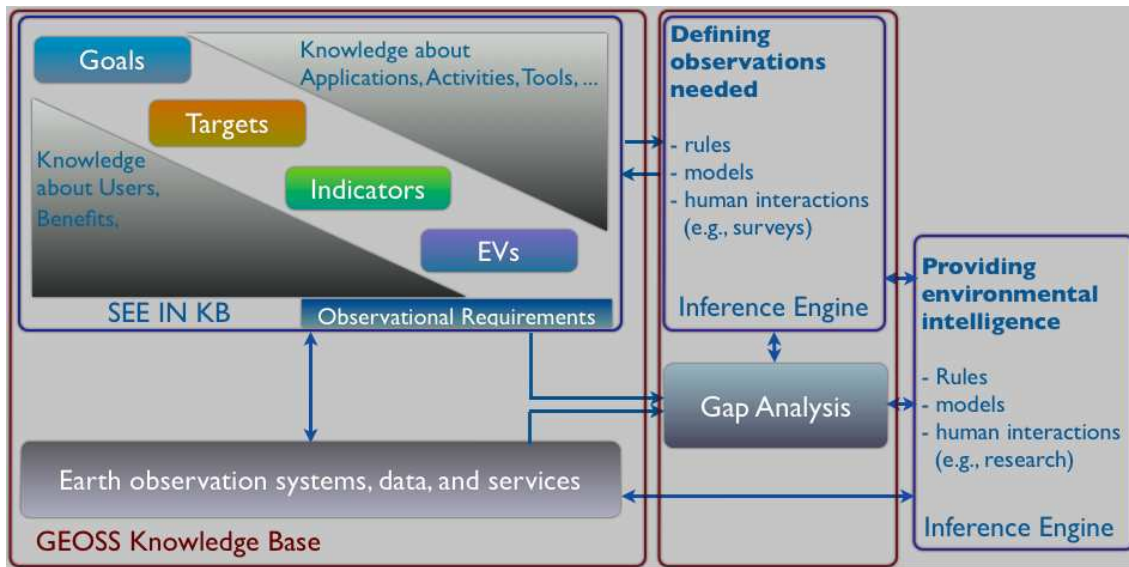 Goals
Knowledge about
Applications, Activities, Tools, ...
Targets
Knowledge
about Users,
Benefits,
Indicators
EVs
SEE IN KB
Observational Requirements
Defining
observations
needed
- rules
- models
- human interactions
(e.g., surveys)
Inference Engine
Gap Analysis
Providing
environmental
intelligence
- Rules
- models
- human interactions
(e.g., research)
Inference Engine
Earth observation systems, data, and services
GEOSS Knowledge Base